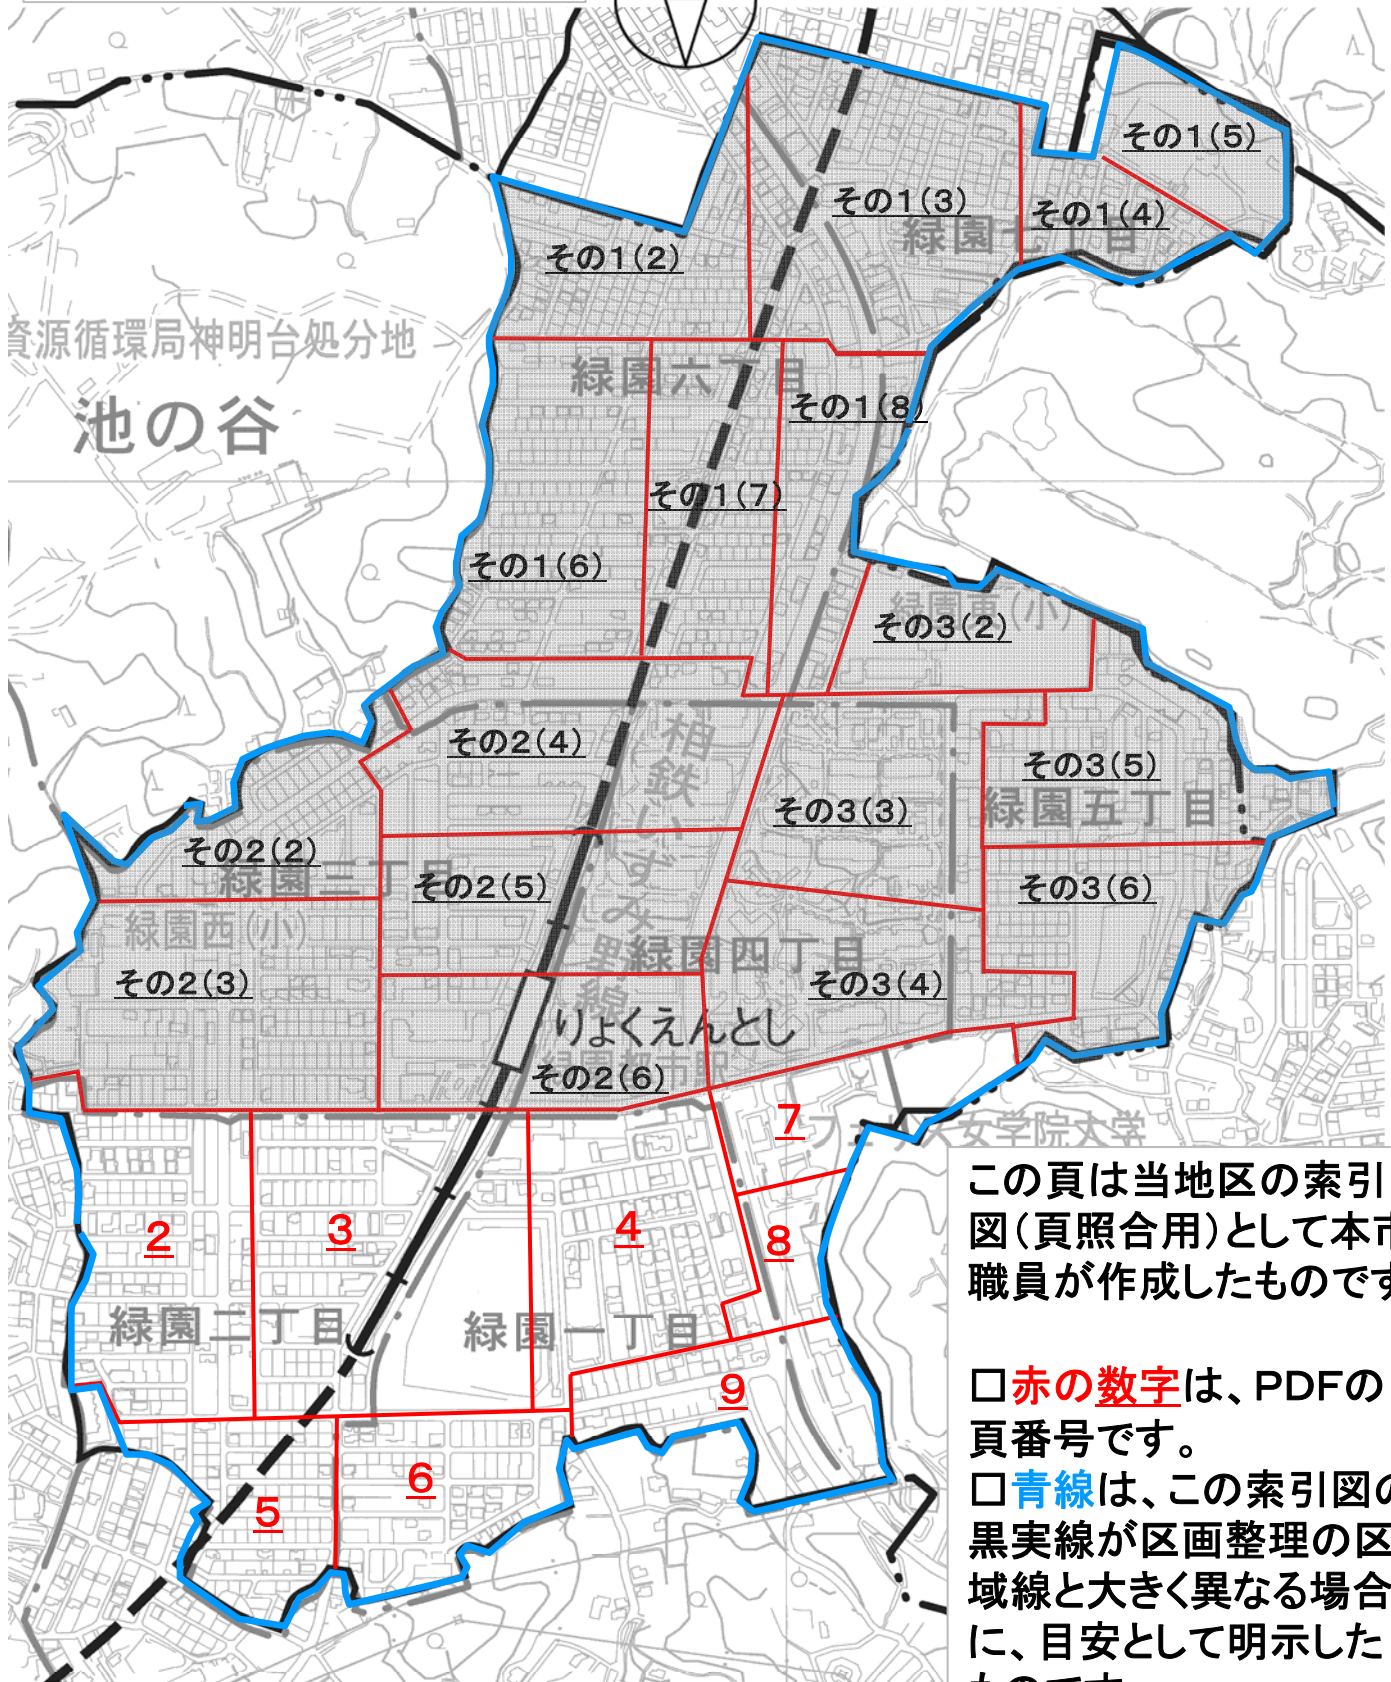 その1(5)
その1(3)
その1(4)
緑園七丁目
その1(2)
資源循環局神明台処分地
緑園六丁目
その1(8)
池の谷
その1(7)
その1(6)
緑園東(小)
その3(2)
相鉄いずみ野線
その2(4)
その3(5)
その3(3)
緑園五丁目
その2(2)
緑園三丁目
その2(5)
その3(6)
緑園西(小)
緑園四丁目
その2(3)
その3(4)
りょくえんとし
緑園都市駅
その2(6)
7
フェリス女学院大学
2
3
4
8
緑園二丁目
緑園一丁目
9
6
5
この頁は当地区の索引
図(頁照合用)として本市
職員が作成したものです
□赤の数字は、PDFの
頁番号です。
□青線は、この索引図の
黒実線が区画整理の区
域線と大きく異なる場合
に、目安として明示した
ものです